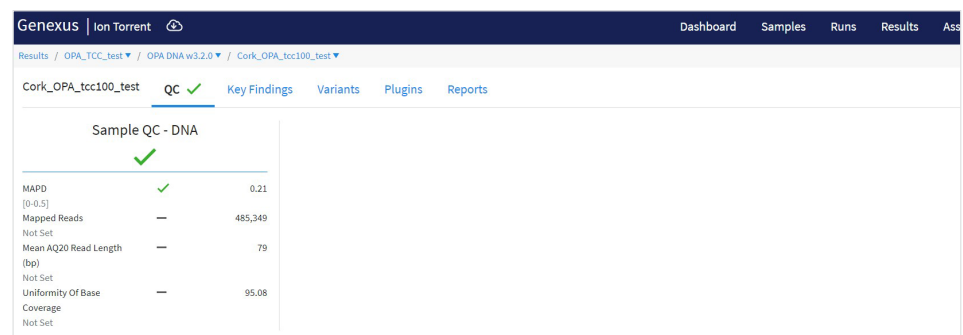 Genexus | Ion Torrent
Dashboard Samples Runs Results Ass
Results / OPA_TCC_test ▼ / OPA DNA w3.2.0 ▼ / Cork_OPA_tcc100_test ▼
Cork_OPA_tcc100_test QC Key Findings Variants Plugins Reports
Sample QC - DNA
MAPD 0.21
[0-0.5]
Mapped Reads — 485,349
Not Set
Mean AQ20 Read Length — 79
(bp)
Not Set
Uniformity Of Base — 95.08
Coverage
Not Set